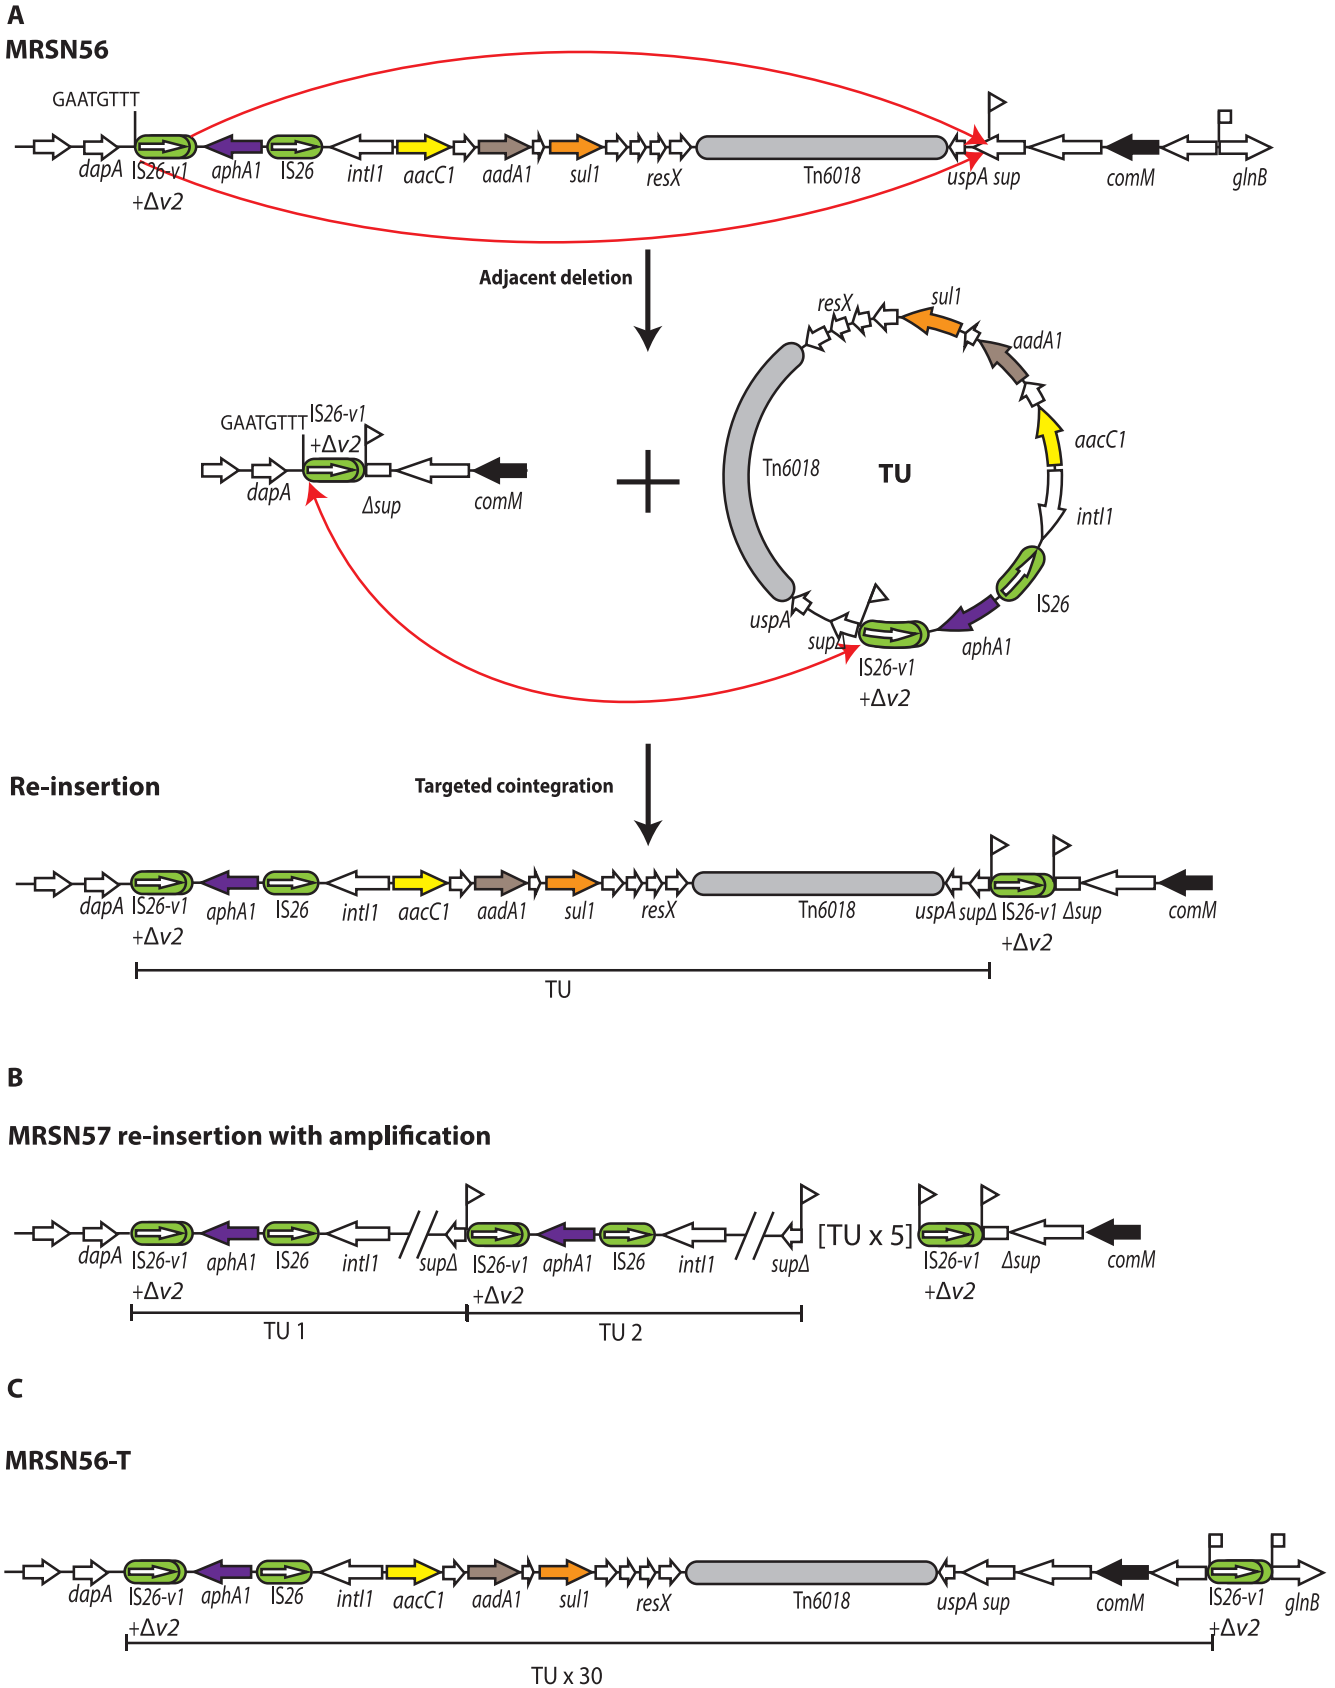 A
MRSN56
GAATGTTT
dapA IS26-v1 aphA1 IS26 intI1 aacC1 aadA1 sul1 resX Tn6018 uspA sup comM glnB
+Δv2
Adjacent deletion
resX sul1
aadA1
aacC1
intI1
IS26
aphA1
IS26-v1
+Δv2
supΔ
uspA
Tn6018
TU
GAATGTTT IS26-v1
+Δv2
dapA Δsup comM
Re-insertion
Targeted cointegration
dapA IS26-v1 aphA1 IS26 intI1 aacC1 aadA1 sul1 resX Tn6018 uspA supΔ IS26-v1 Δsup comM
+Δv2 +Δv2
TU
B
MRSN57 re-insertion with amplification
[TU x 5]
dapA IS26-v1 aphA1 IS26 intI1 supΔ IS26-v1 aphA1 IS26 intI1 supΔ IS26-v1 Δsup comM
+Δv2 +Δv2 +Δv2
TU 1 TU 2
C
MRSN56-T
dapA IS26-v1 aphA1 IS26 intI1 aacC1 aadA1 sul1 resX Tn6018 uspA sup comM IS26-v1 glnB
+Δv2 +Δv2
TU x 30